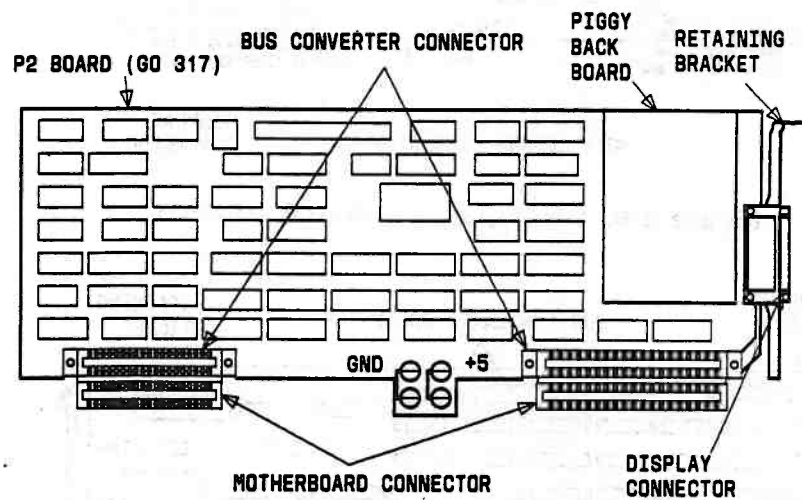 P2 BOARD (GO 317)
BUS CONVERTER CONNECTOR
PIGGY
BACK
BOARD
RETAINING
BRACKET
GND
+5
MOTHERBOARD CONNECTOR
DISPLAY
CONNECTOR